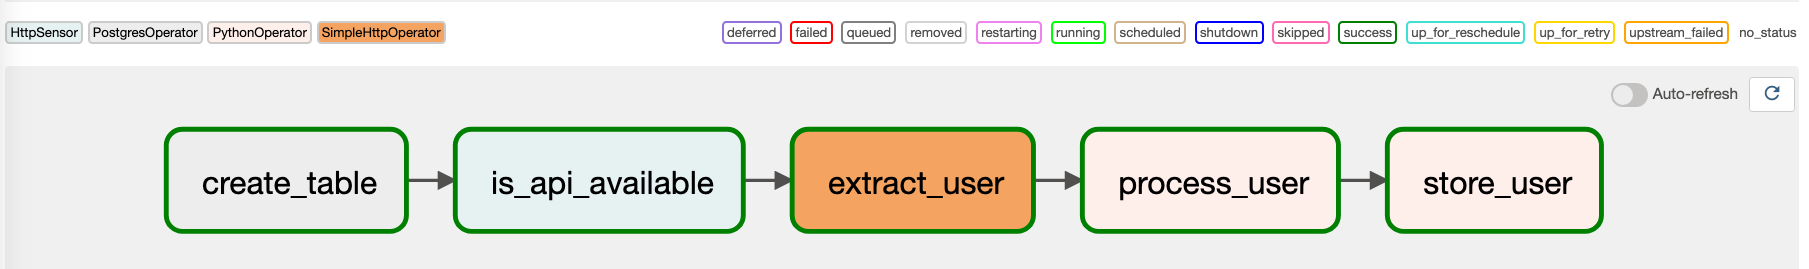 HttpSensor PostgresOperator PythonOperator SimpleHttpOperator deferred failed queued removed restarting running scheduled shutdown skipped success up_for_reschedule up_for_retry upstream_failed no_status
Auto-refresh
create_table is_api_available extract_user process_user store_user